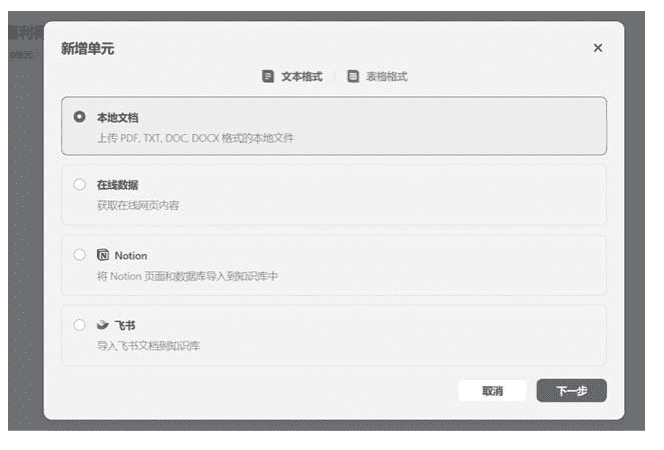 新增单元
文本格式
表格格式
本地文档
上传 PDF, TXT, DOC, DOCX 格式的本地文件
在线数据
获取在线网页内容
Notion
将 Notion 页面和数据库导入到知识库中
飞书
导入飞书文档到知识库
取消
下一步